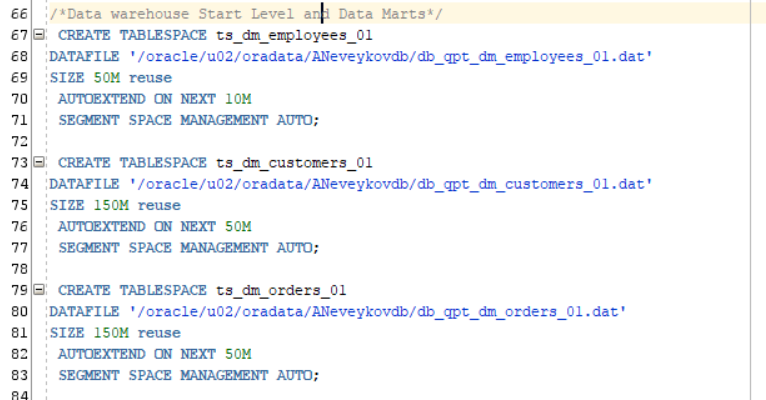 66 /*Data warehouse Start Level and Data Marts*/
67 CREATE TABLESPACE ts_dm_employees_01
68 DATAFILE '/oracle/u02/oradata/ANeveykovdb/db_qpt_dm_employees_01.dat'
69 SIZE 50M reuse
70 AUTOEXTEND ON NEXT 10M
71 SEGMENT SPACE MANAGEMENT AUTO;
72
73 CREATE TABLESPACE ts_dm_customers_01
74 DATAFILE '/oracle/u02/oradata/ANeveykovdb/db_qpt_dm_customers_01.dat'
75 SIZE 150M reuse
76 AUTOEXTEND ON NEXT 50M
77 SEGMENT SPACE MANAGEMENT AUTO;
78
79 CREATE TABLESPACE ts_dm_orders_01
80 DATAFILE '/oracle/u02/oradata/ANeveykovdb/db_qpt_dm_orders_01.dat'
81 SIZE 150M reuse
82 AUTOEXTEND ON NEXT 50M
83 SEGMENT SPACE MANAGEMENT AUTO;
84